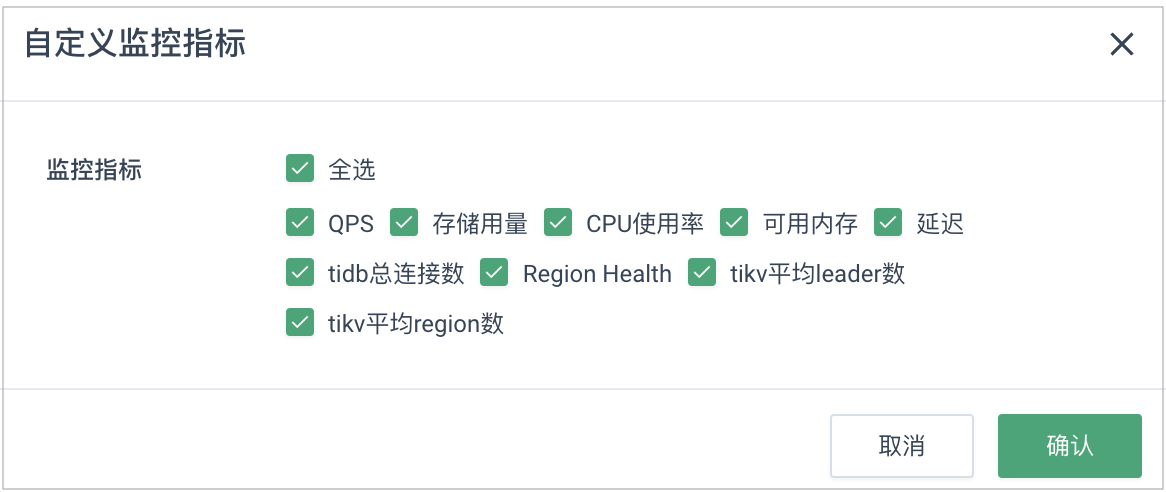 自定义监控指标
监控指标 全选
QPS 存储用量 CPU使用率 可用内存 延迟
tidb总连接数 Region Health tikv平均leader数
tikv平均region数
取消 确认